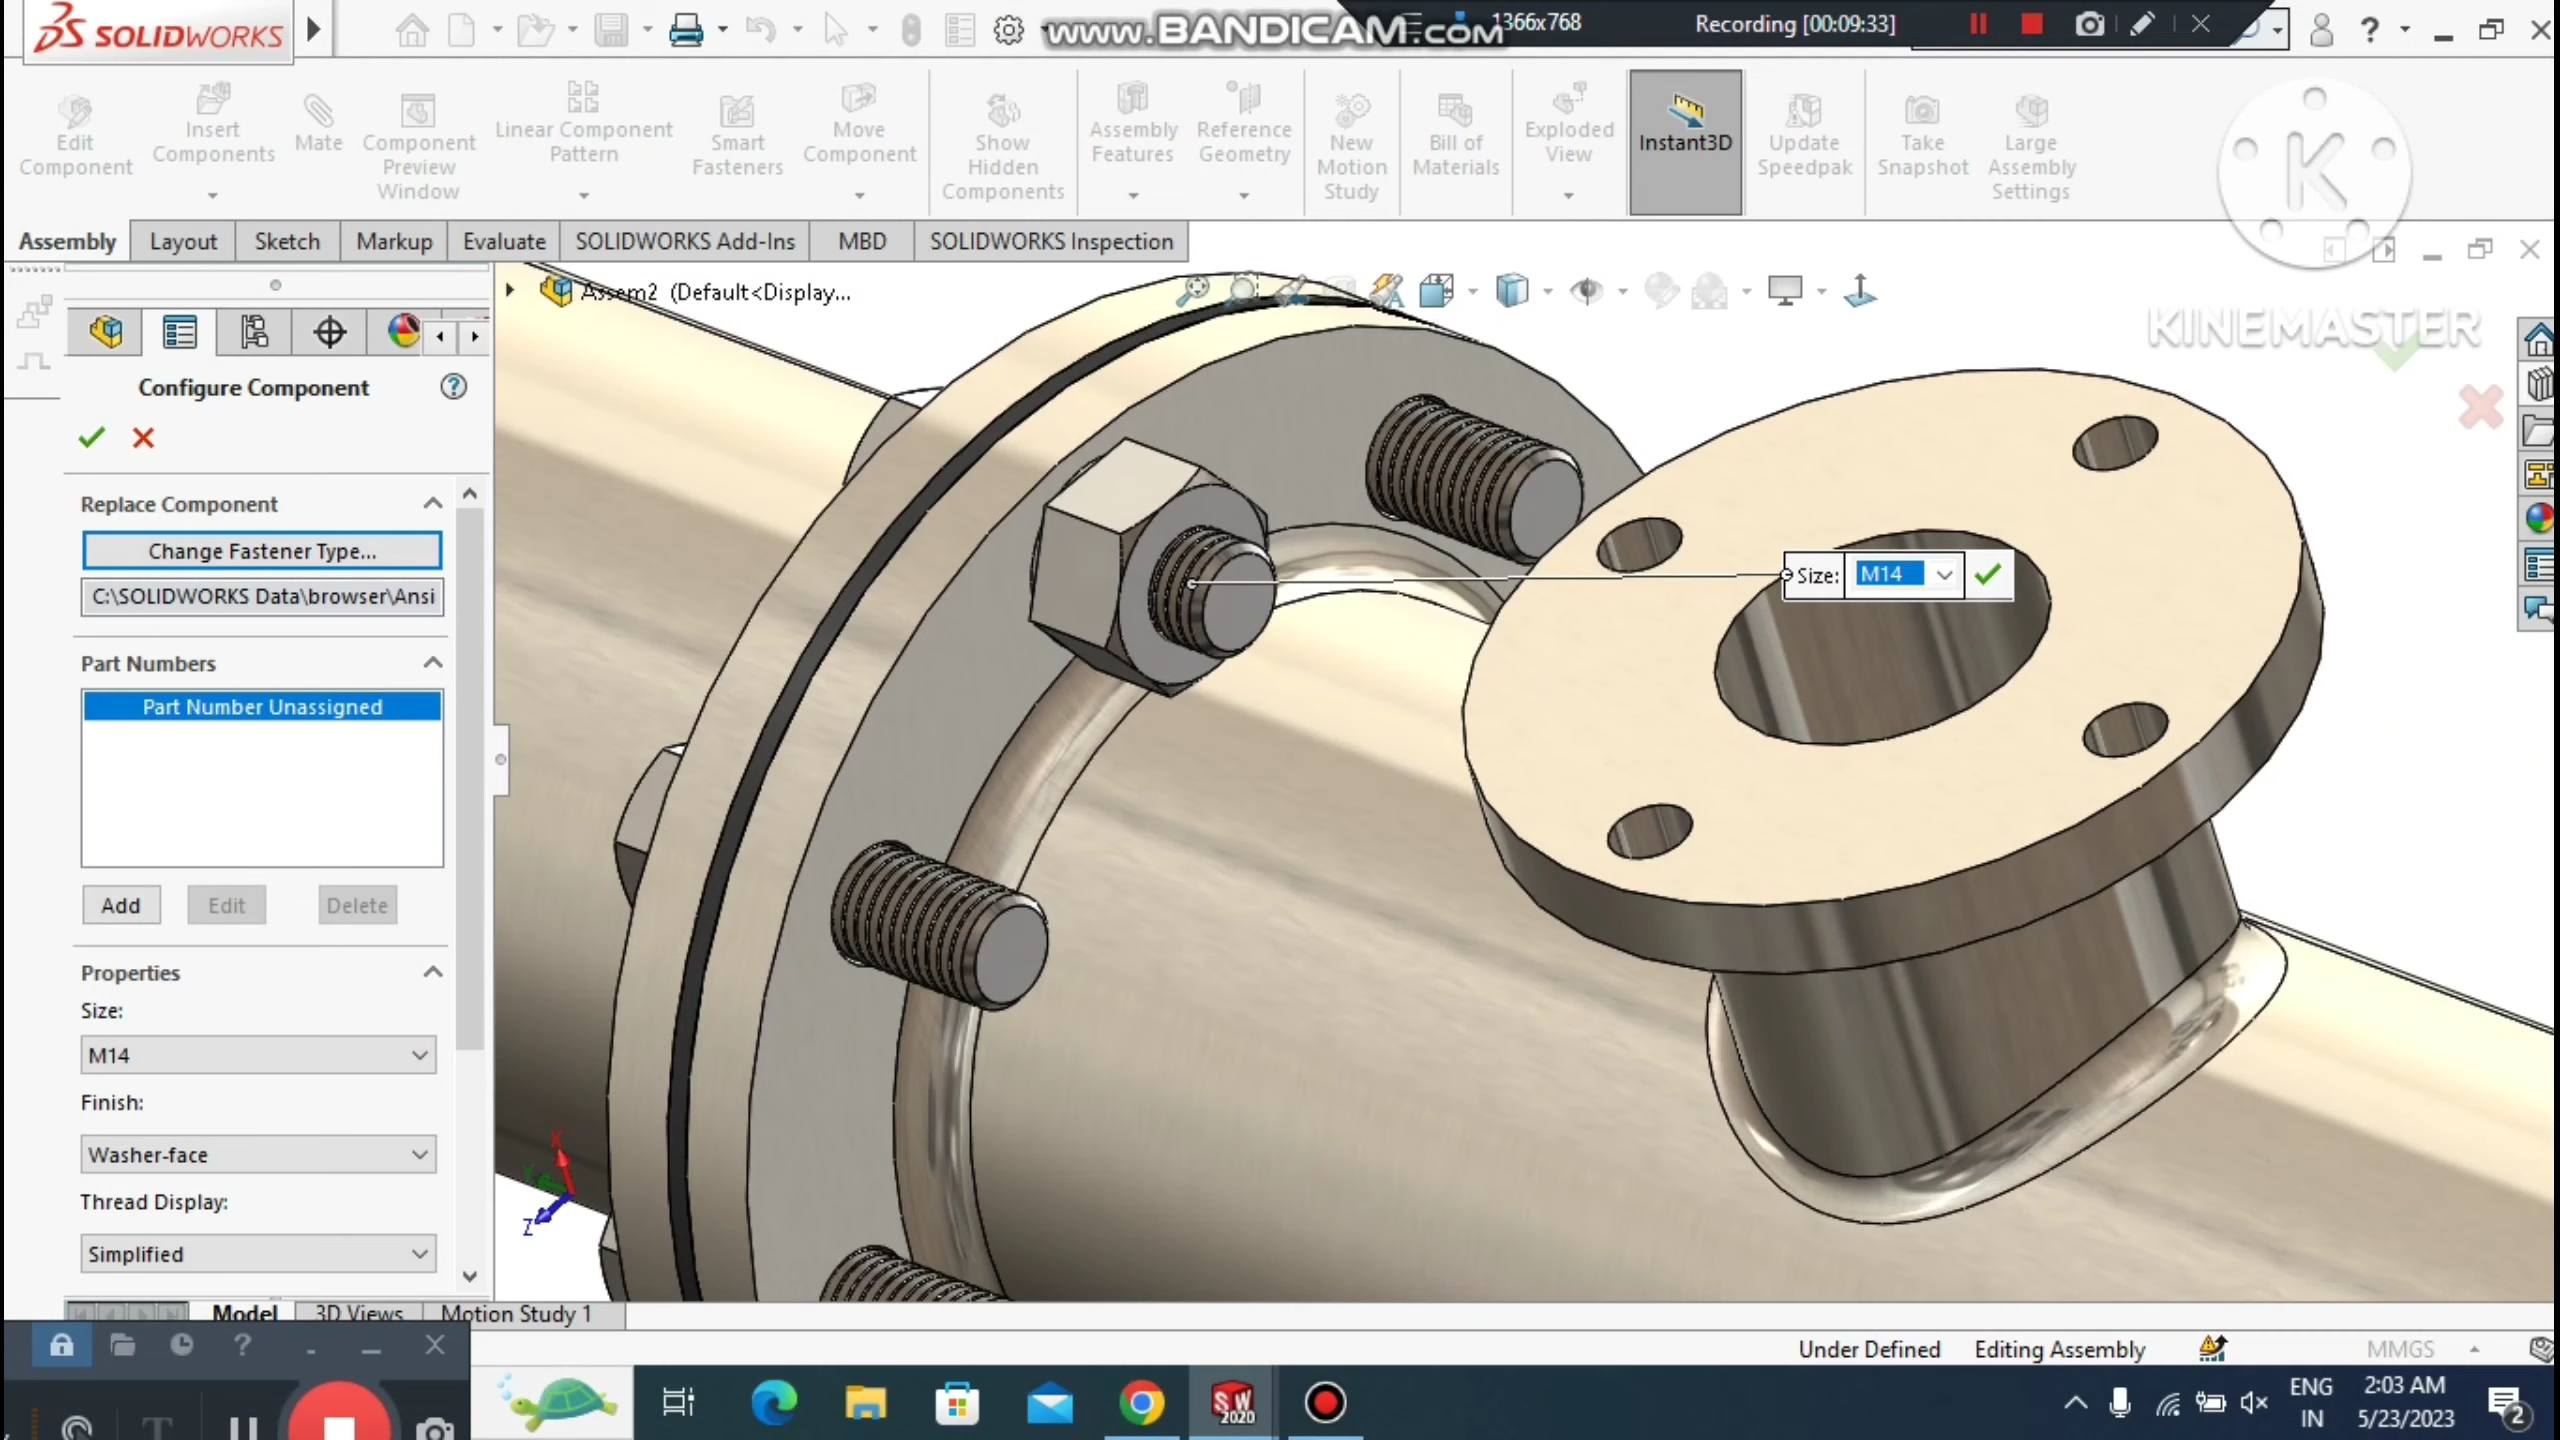 SOLIDWORKS
www.BANDICAM.com
1366x768
Recording [00:09:33]
?
Edit Component
Insert Components
Mate
Component Preview Window
Linear Component Pattern
Smart Fasteners
Move Component
Show Hidden Components
Assembly Features
Reference Geometry
New Motion Study
Bill of Materials
Exploded View
Instant3D
Update Speedpak
Take Snapshot
Large Assembly Settings
K
KINEMASTER
Assembly
Layout
Sketch
Markup
Evaluate
SOLIDWORKS Add-Ins
MBD
SOLIDWORKS Inspection
Assem2 (Default<Display...
Configure Component
?
Replace Component
Change Fastener Type...
C:\SOLIDWORKS Data\browser\Ansi
Part Numbers
Part Number Unassigned
Add
Edit
Delete
Properties
Size:
M14
Finish:
Washer-face
Thread Display:
Simplified
Size: M14
X
Y
Z
Model
3D Views
Motion Study 1
Under Defined
Editing Assembly
MMGS
?
T
SW
2020
ENG
IN
2:03 AM
5/23/2023
2